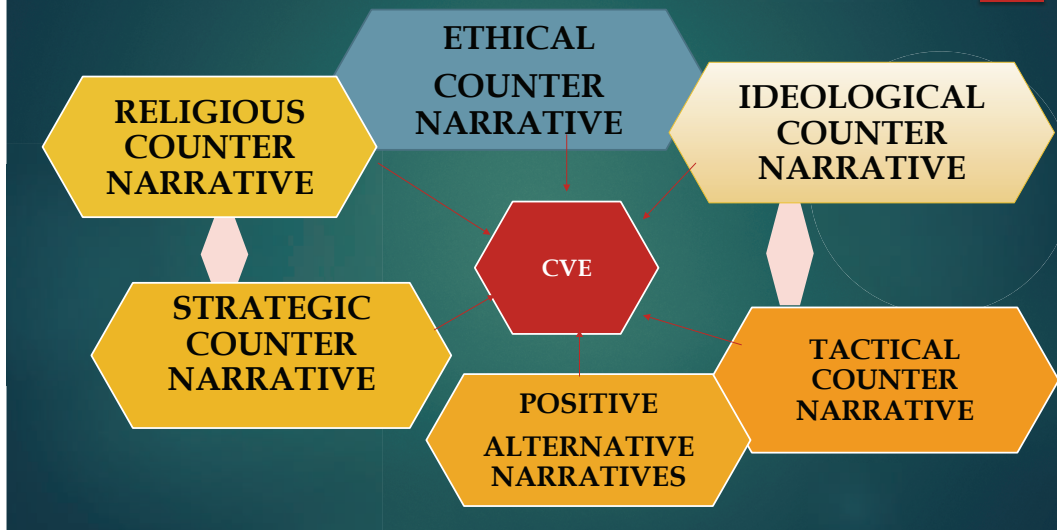 ETHICAL
COUNTER
NARRATIVE
RELIGIOUS
COUNTER
NARRATIVE
IDEOLOGICAL
COUNTER
NARRATIVE
CVE
STRATEGIC
COUNTER
NARRATIVE
TACTICAL
COUNTER
NARRATIVE
POSITIVE
ALTERNATIVE
NARRATIVES